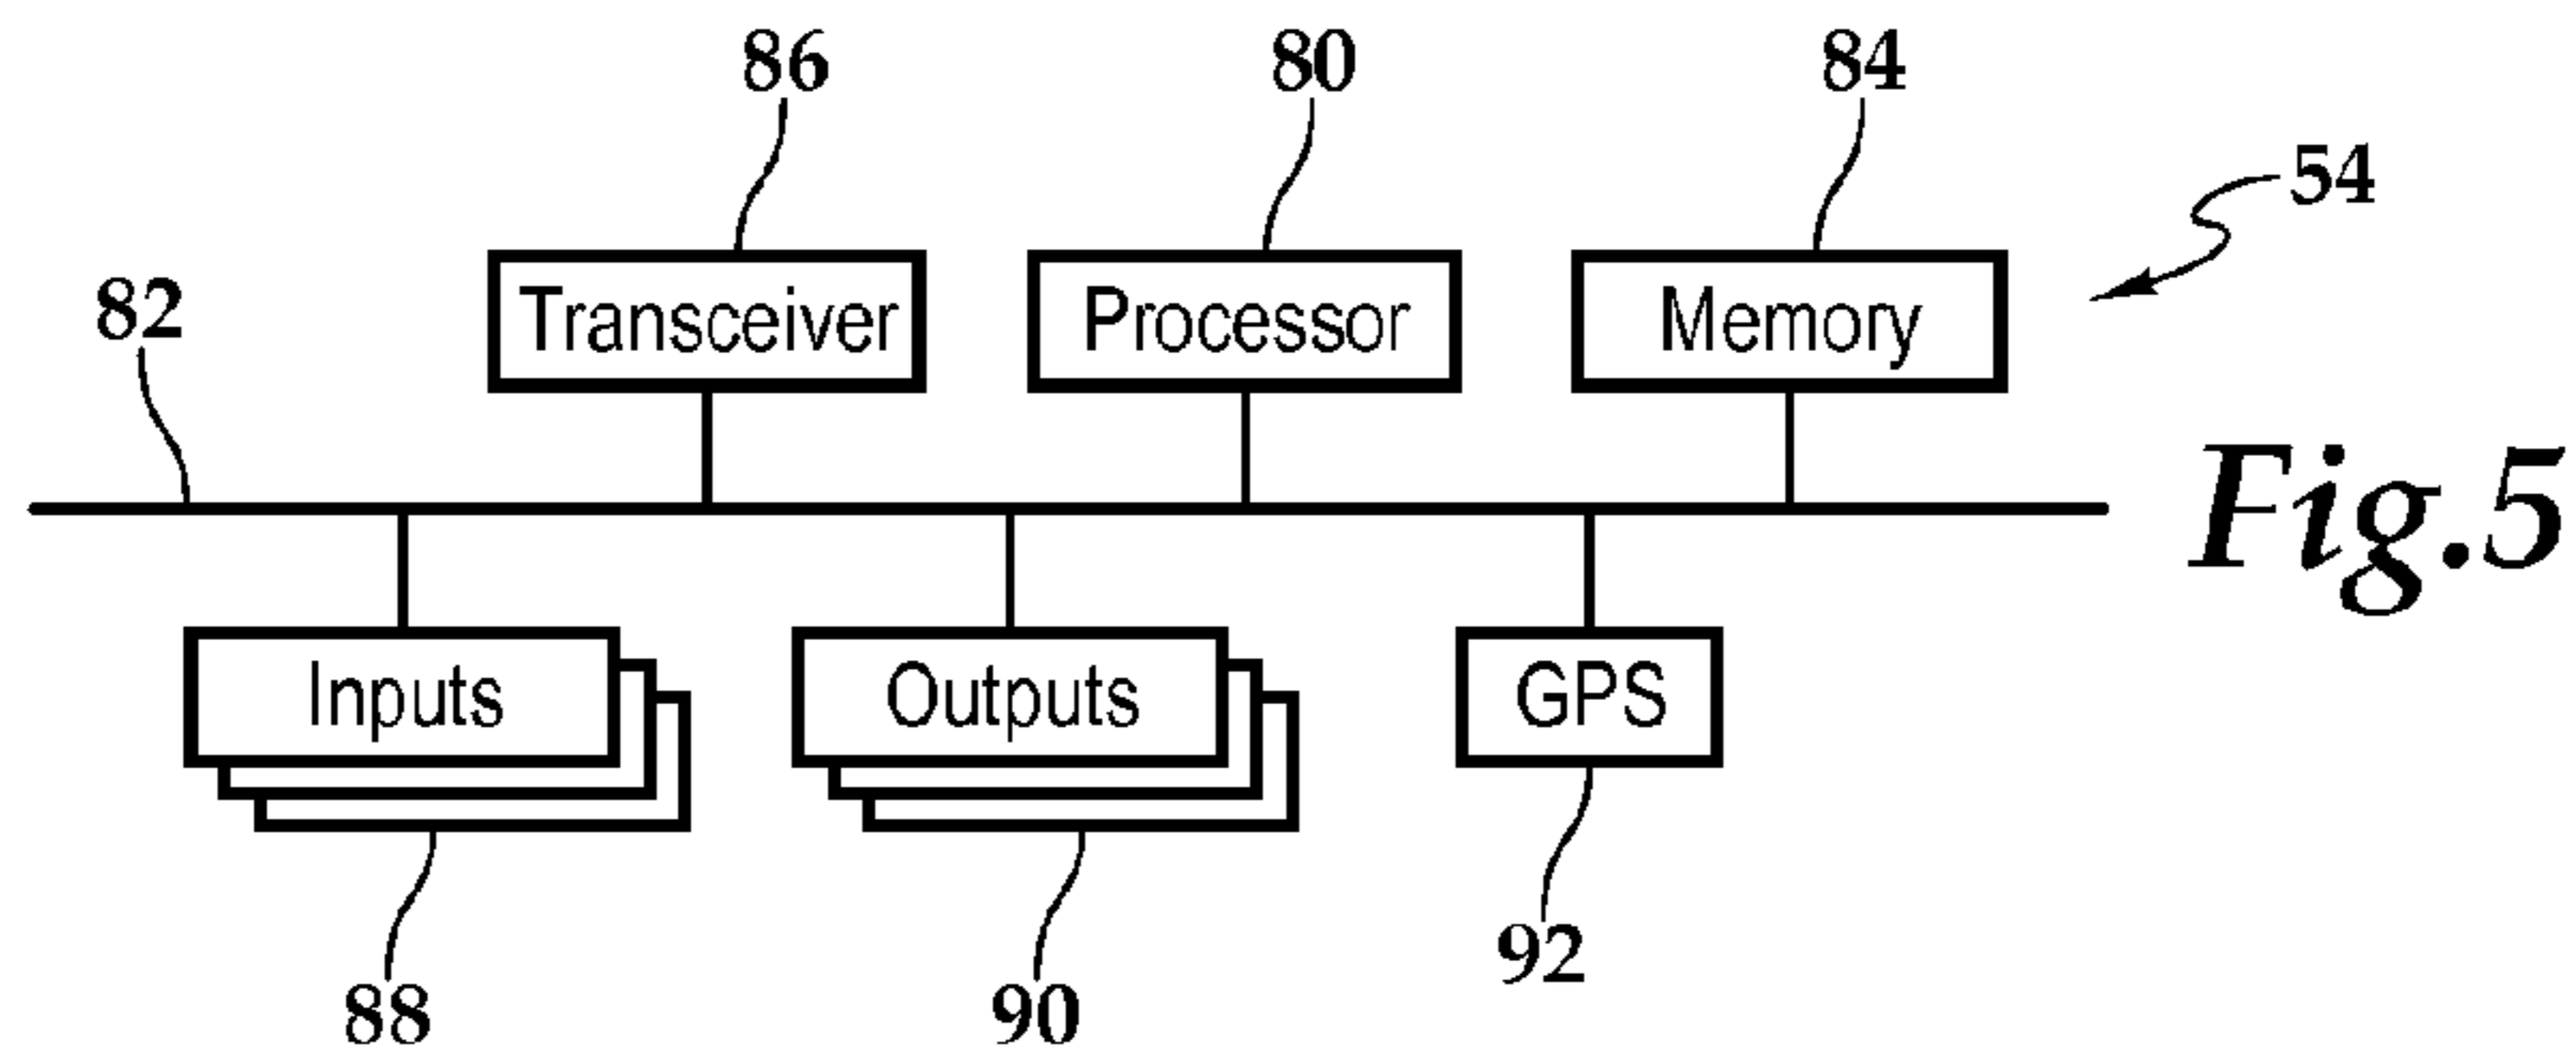 86 80 84
54
82
Transceiver Processor Memory
Fig.5
Inputs Outputs GPS
92
88 90